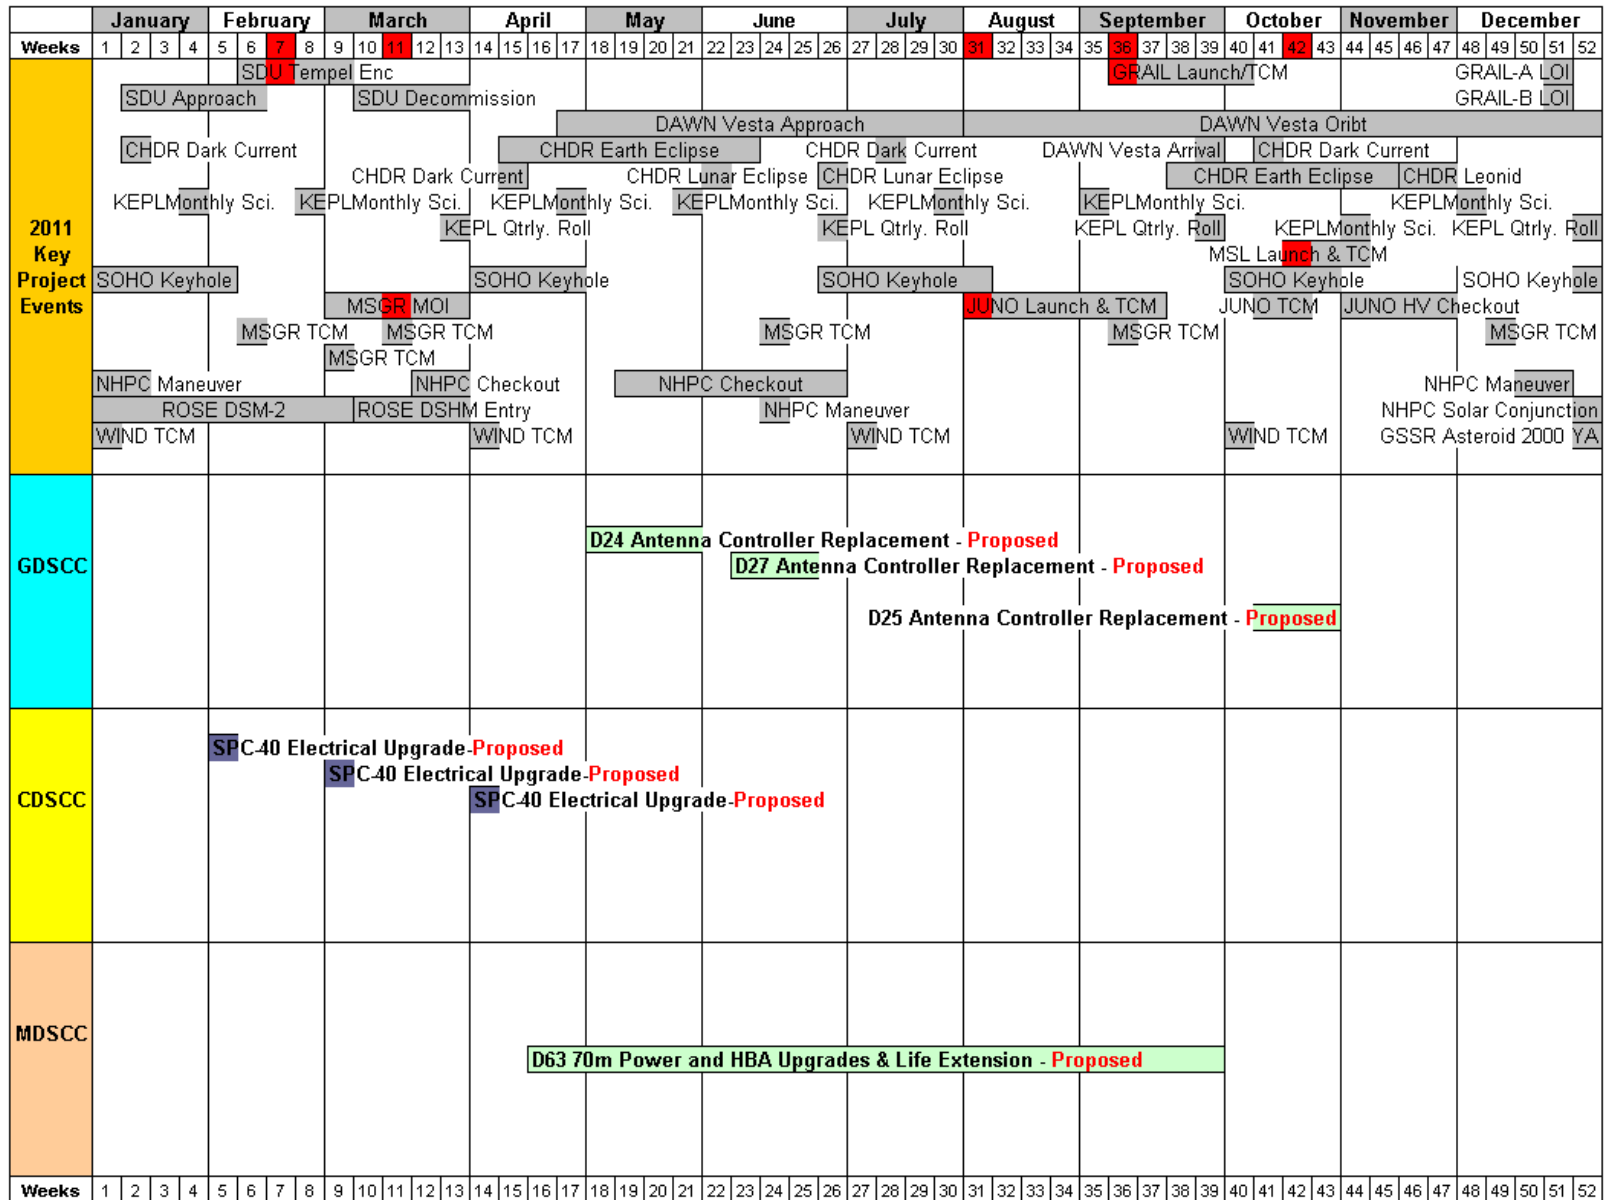 January February March April May June July August September October November December
Weeks 1 2 3 4 5 6 7 8 9 10 11 12 13 14 15 16 17 18 19 20 21 22 23 24 25 26 27 28 29 30 31 32 33 34 35 36 37 38 39 40 41 42 43 44 45 46 47 48 49 50 51 52
SDU Tempel Enc GRAIL Launch/TCM GRAIL-A LOI
SDU Approach SDU Decommission GRAIL-B LOI
DAWN Vesta Approach DAWN Vesta Oribt
CHDR Dark Current CHDR Earth Eclipse CHDR Dark Current DAWN Vesta Arrival CHDR Dark Current
CHDR Dark Current CHDR Lunar Eclipse CHDR Lunar Eclipse CHDR Earth Eclipse CHDR Leonid
KEPLMonthly Sci. KEPLMonthly Sci. KEPLMonthly Sci. KEPLMonthly Sci. KEPLMonthly Sci. KEPLMonthly Sci. KEPLMonthly Sci.
2011 Key Project Events
KEPL Qtrly. Roll KEPL Qtrly. Roll KEPL Qtrly. Roll KEPLMonthly Sci. KEPL Qtrly. Roll
MSL Launch & TCM
SOHO Keyhole SOHO Keyhole SOHO Keyhole SOHO Keyhole SOHO Keyhole
MSGR MOI JUNO Launch & TCM JUNO TCM JUNO HV Checkout
MSGR TCM MSGR TCM MSGR TCM MSGR TCM MSGR TCM
MSGR TCM
NHPC Maneuver NHPC Checkout NHPC Checkout NHPC Maneuver
ROSE DSM-2 ROSE DSHM Entry NHPC Maneuver NHPC Solar Conjunction
WIND TCM WIND TCM WIND TCM WIND TCM GSSR Asteroid 2000 YA
GDSCC
D24 Antenna Controller Replacement - Proposed
D27 Antenna Controller Replacement - Proposed
D25 Antenna Controller Replacement - Proposed
CDSCC
SPC-40 Electrical Upgrade-Proposed
SPC-40 Electrical Upgrade-Proposed
SPC-40 Electrical Upgrade-Proposed
MDSCC
D63 70m Power and HBA Upgrades & Life Extension - Proposed
Weeks 1 2 3 4 5 6 7 8 9 10 11 12 13 14 15 16 17 18 19 20 21 22 23 24 25 26 27 28 29 30 31 32 33 34 35 36 37 38 39 40 41 42 43 44 45 46 47 48 49 50 51 52